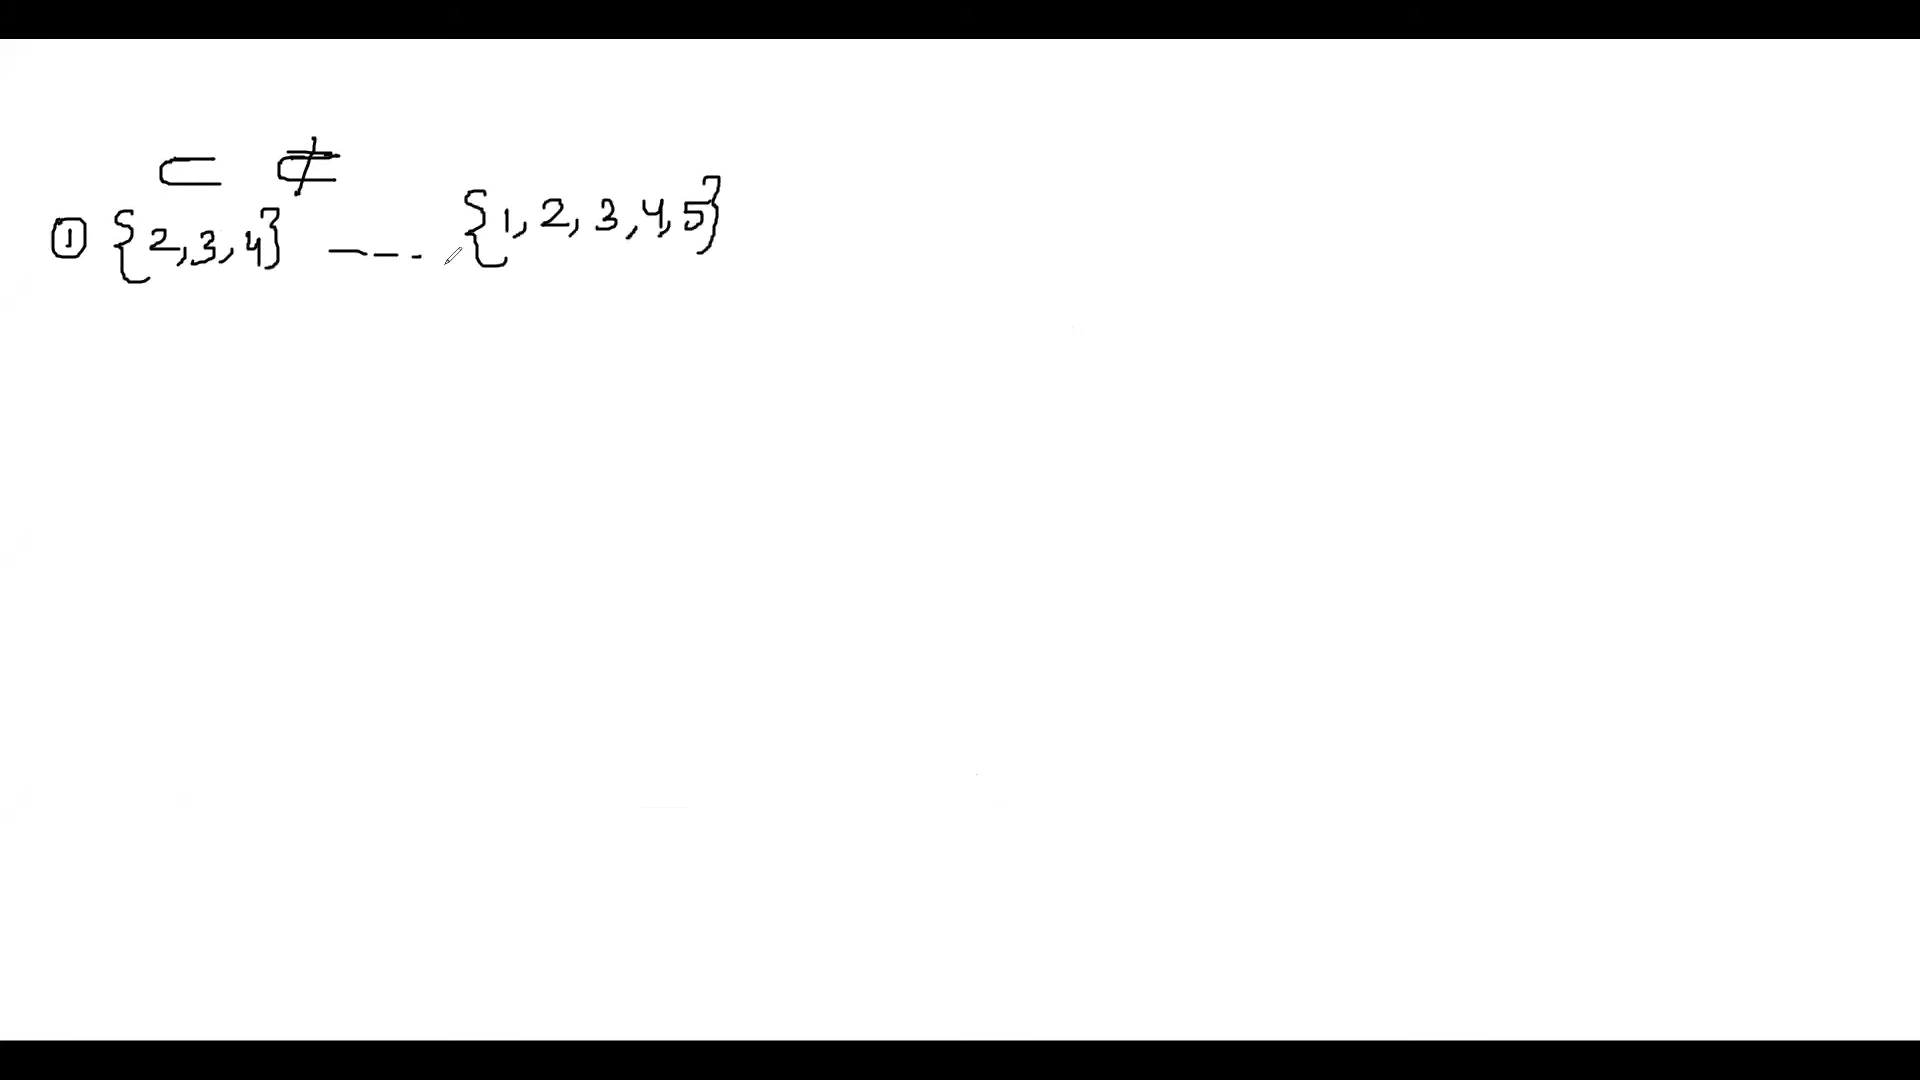 ⊂ ⊄
① {2,3,4} ---- {1,2,3,4,5}